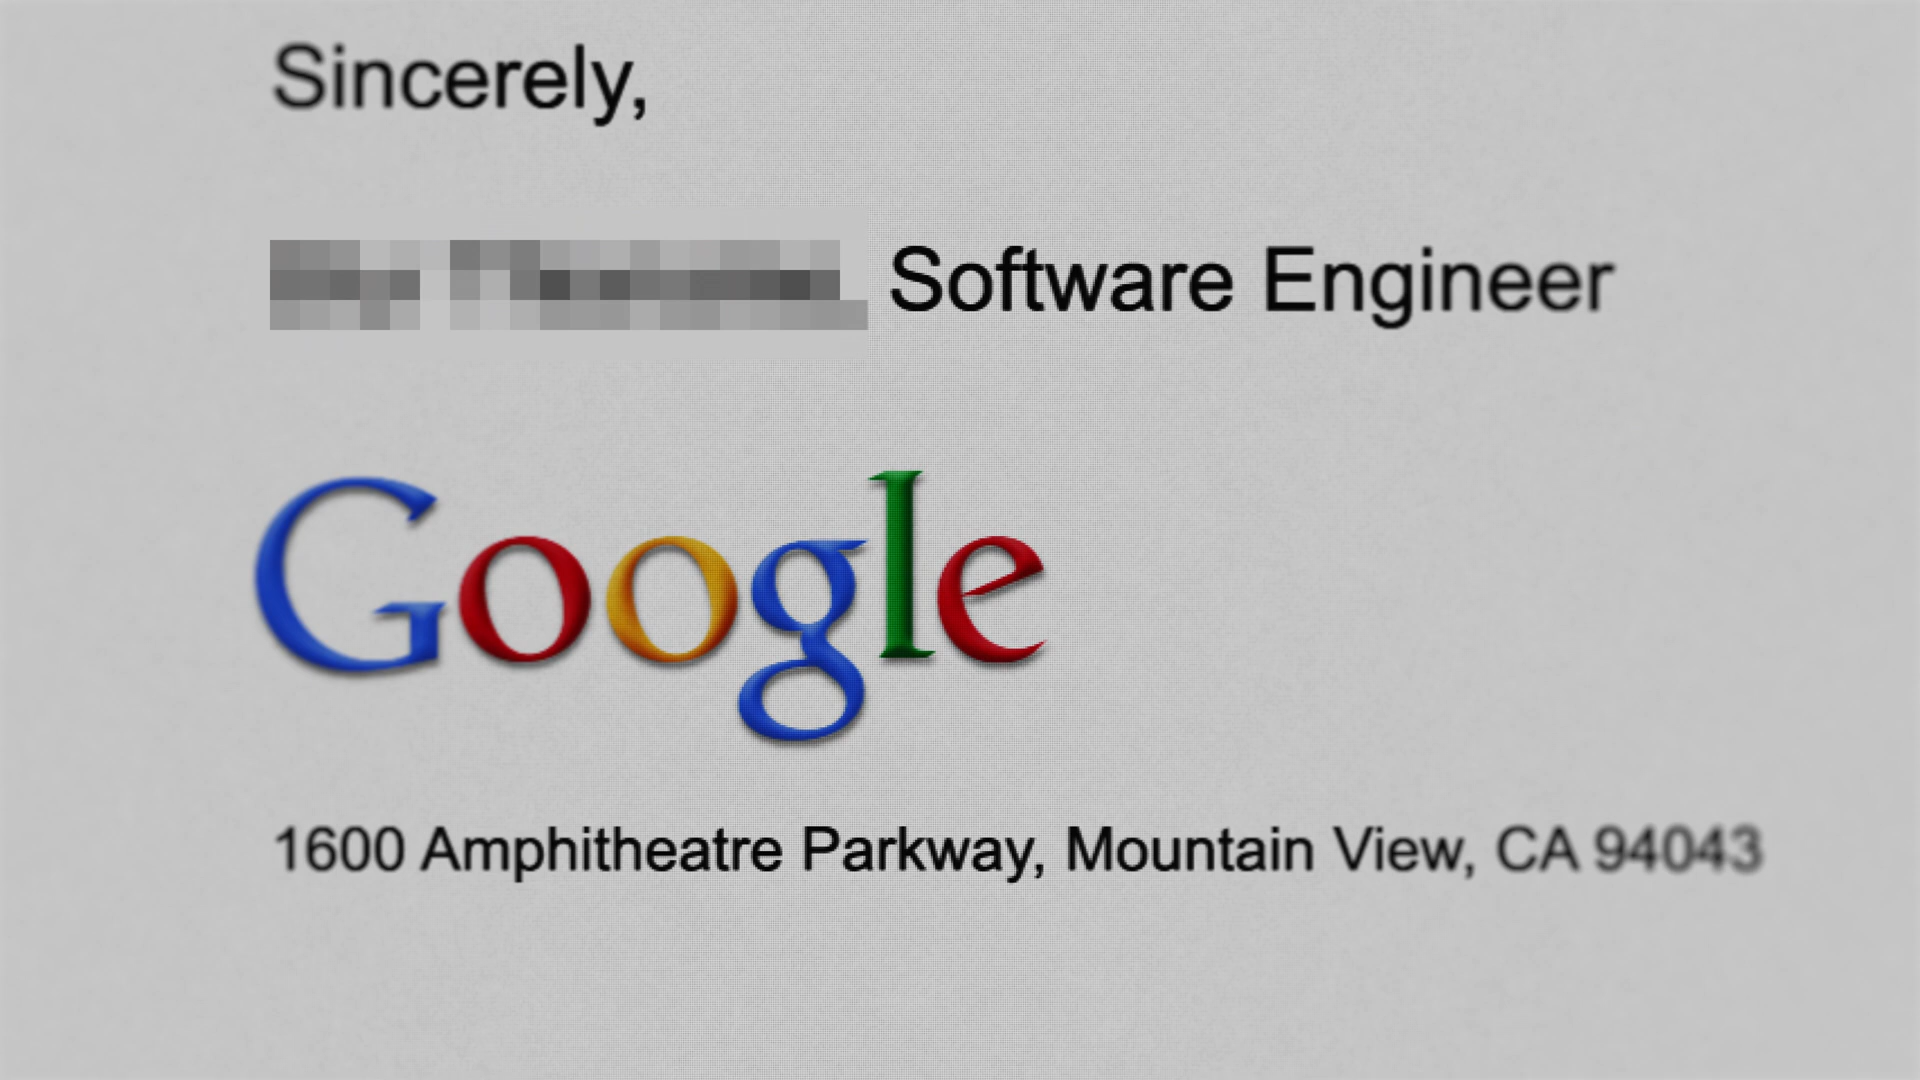 Sincerely,
Software Engineer
Google
1600 Amphitheatre Parkway, Mountain View, CA 94043